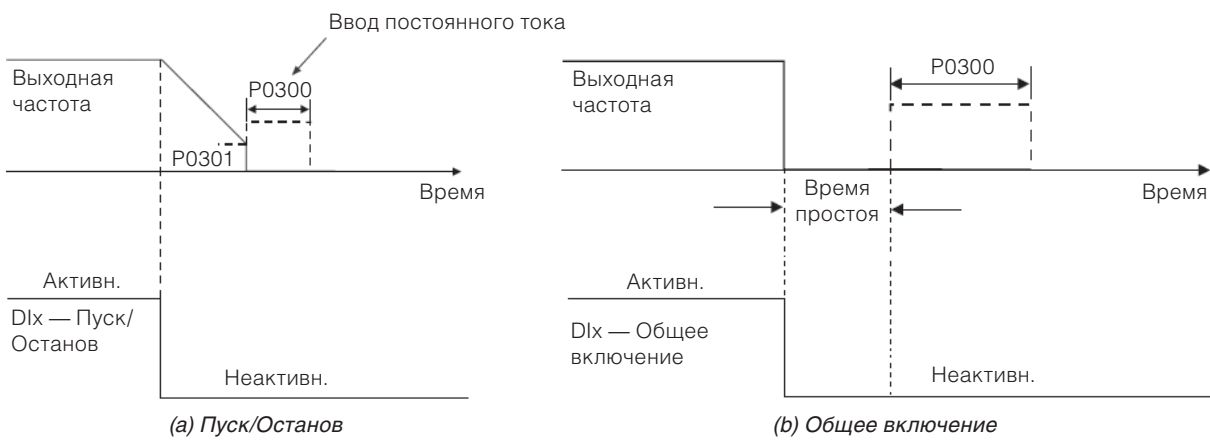 Ввод постоянного тока
Выходная
частота
P0300
P0301
Время
Активн.
DIx — Пуск/
Останов
Неактивн.
(a) Пуск/Останов
Выходная
частота
P0300
Время
простоя
Время
Активн.
DIx — Общее
включение
Неактивн.
(b) Общее включение